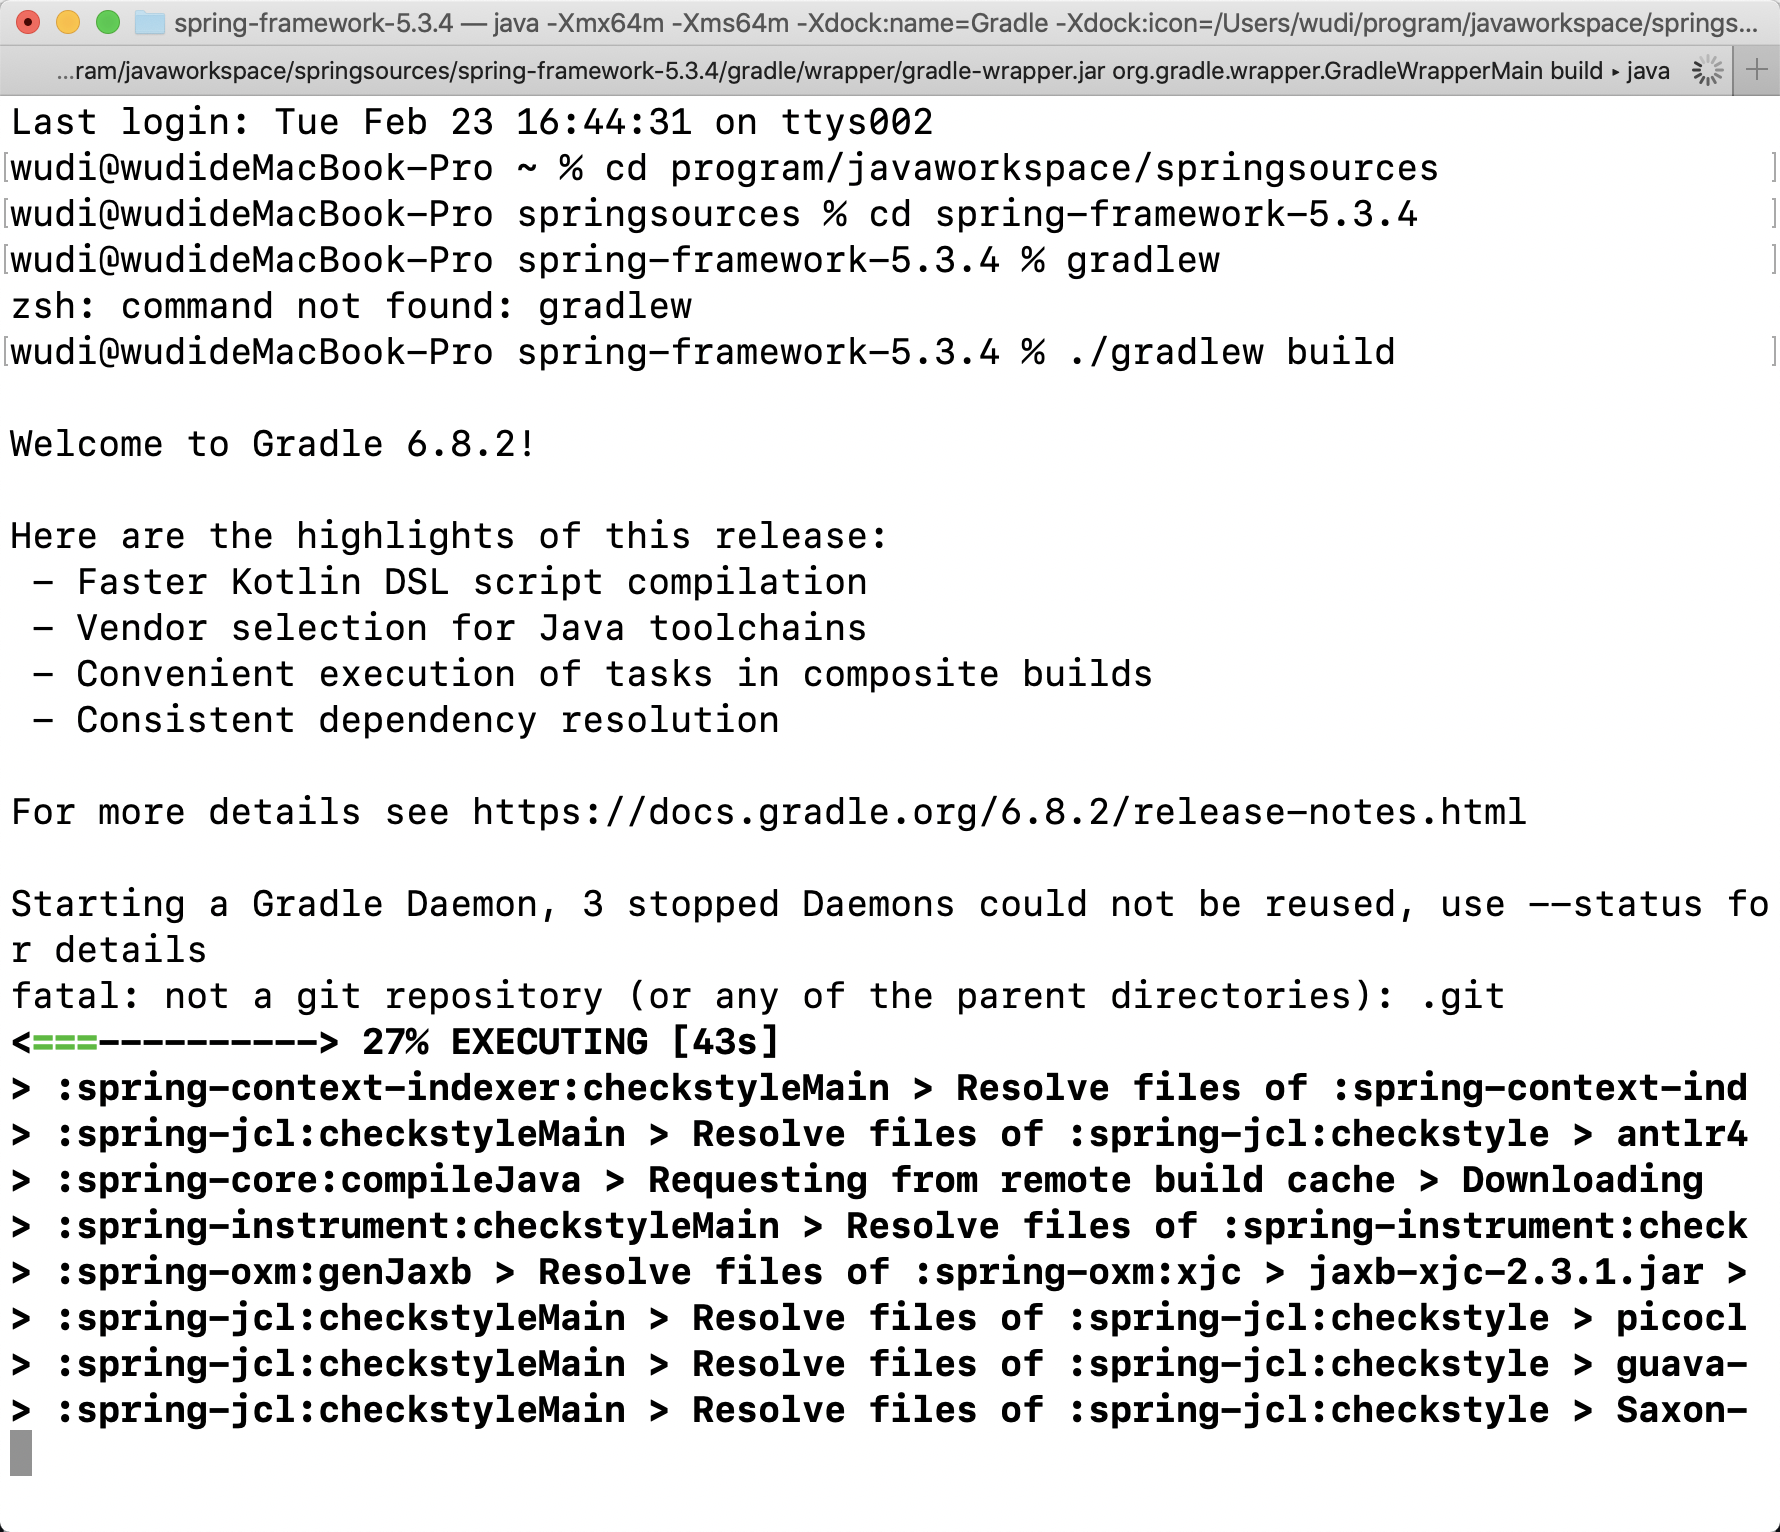 spring-framework-5.3.4 — java -Xmx64m -Xms64m -Xdock:name=Gradle -Xdock:icon=/Users/wudi/program/javaworkspace/springs...
...ram/javaworkspace/springsources/spring-framework-5.3.4/gradle/wrapper/gradle-wrapper.jar org.gradle.wrapper.GradleWrapperMain build ▸ java
Last login: Tue Feb 23 16:44:31 on ttys002
[wudi@wudideMacBook-Pro ~ % cd program/javaworkspace/springsources ]
[wudi@wudideMacBook-Pro springsources % cd spring-framework-5.3.4 ]
[wudi@wudideMacBook-Pro spring-framework-5.3.4 % gradlew ]
zsh: command not found: gradlew
[wudi@wudideMacBook-Pro spring-framework-5.3.4 % ./gradlew build ]
Welcome to Gradle 6.8.2!
Here are the highlights of this release:
- Faster Kotlin DSL script compilation
- Vendor selection for Java toolchains
- Convenient execution of tasks in composite builds
- Consistent dependency resolution
For more details see https://docs.gradle.org/6.8.2/release-notes.html
Starting a Gradle Daemon, 3 stopped Daemons could not be reused, use --status fo
r details
fatal: not a git repository (or any of the parent directories): .git
<===----------> 27% EXECUTING [43s]
> :spring-context-indexer:checkstyleMain > Resolve files of :spring-context-ind
> :spring-jcl:checkstyleMain > Resolve files of :spring-jcl:checkstyle > antlr4
> :spring-core:compileJava > Requesting from remote build cache > Downloading
> :spring-instrument:checkstyleMain > Resolve files of :spring-instrument:check
> :spring-oxm:genJaxb > Resolve files of :spring-oxm:xjc > jaxb-xjc-2.3.1.jar >
> :spring-jcl:checkstyleMain > Resolve files of :spring-jcl:checkstyle > picocl
> :spring-jcl:checkstyleMain > Resolve files of :spring-jcl:checkstyle > guava-
> :spring-jcl:checkstyleMain > Resolve files of :spring-jcl:checkstyle > Saxon-